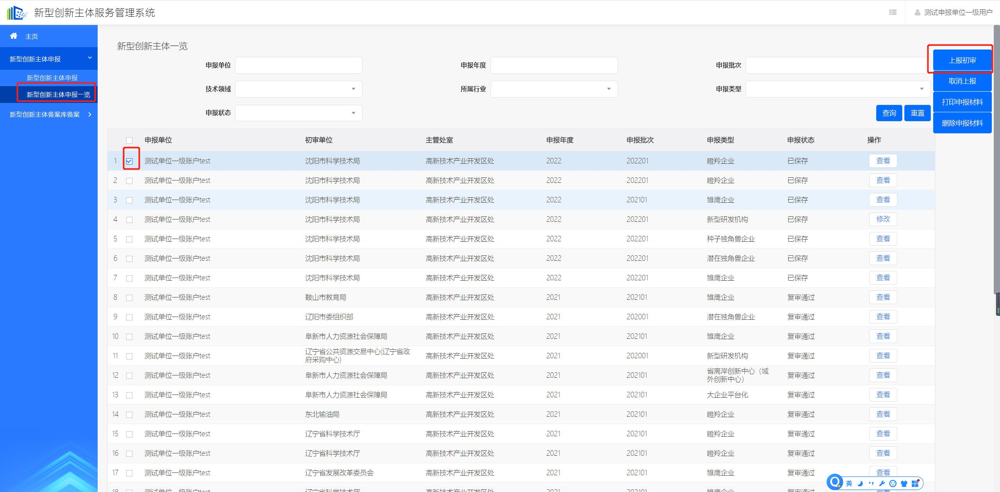 新型创新主体服务管理系统
测试申报单位一级用户
主页
新型创新主体申报
新型创新主体申报
新型创新主体申报一览
新型创新主体备案库备案
新型创新主体一览
申报单位 申报年度 申报批次
技术领域 所属行业 申报类型
申报状态
查询 重置
上报初审
取消上报
打印申报材料
删除申报材料
申报单位 初审单位 主管处室 申报年度 申报批次 申报类型 申报状态 操作
1 测试单位一级账户test 沈阳市科学技术局 高新技术产业开发区处 2022 202201 瞪羚企业 已保存 查看
2 测试单位一级账户test 沈阳市科学技术局 高新技术产业开发区处 2022 202201 瞪羚企业 已保存 查看
3 测试单位一级账户test 沈阳市科学技术局 高新技术产业开发区处 2022 202101 雏鹰企业 已保存 查看
4 测试单位一级账户test 沈阳市科学技术局 高新技术产业开发区处 2022 202201 新型研发机构 已保存 修改
5 测试单位一级账户test 沈阳市科学技术局 高新技术产业开发区处 2022 202201 种子独角兽企业 已保存 查看
6 测试单位一级账户test 沈阳市科学技术局 高新技术产业开发区处 2022 202201 潜在独角兽企业 已保存 查看
7 测试单位一级账户test 沈阳市科学技术局 高新技术产业开发区处 2022 202201 雏鹰企业 已保存 查看
8 测试单位一级账户test 鞍山市教育局 高新技术产业开发区处 2021 202101 雏鹰企业 复审通过 查看
9 测试单位一级账户test 辽阳市委组织部 高新技术产业开发区处 2021 202001 潜在独角兽企业 复审通过 查看
10 测试单位一级账户test 阜新市人力资源社会保障局 高新技术产业开发区处 2021 202101 雏鹰企业 复审通过 查看
11 测试单位一级账户test 辽宁省公共资源交易中心(辽宁省政
府采购中心) 高新技术产业开发区处 2021 202001 新型研发机构 复审通过 查看
12 测试单位一级账户test 阜新市人力资源社会保障局 高新技术产业开发区处 2021 202101 省离岸创新中心（域
外创新中心） 复审通过 查看
13 测试单位一级账户test 阜新市人力资源社会保障局 高新技术产业开发区处 2021 202101 大企业平台化 复审通过 查看
14 测试单位一级账户test 东北输油局 高新技术产业开发区处 2021 202101 瞪羚企业 复审通过 查看
15 测试单位一级账户test 辽宁省科学技术厅 高新技术产业开发区处 2021 202101 瞪羚企业 复审通过 查看
16 测试单位一级账户test 辽宁省科学技术厅 高新技术产业开发区处 2021 202101 瞪羚企业 复审通过 查看
17 测试单位一级账户test 辽宁省发展改革委员会 高新技术产业开发区处 2021 202101 雏鹰企业 复审通过 查看
18 测试单位一级账户test 辽宁省科学技术厅 高新技术产业开发区处 2021 202101 雏鹰企业 复审通过 查看
英